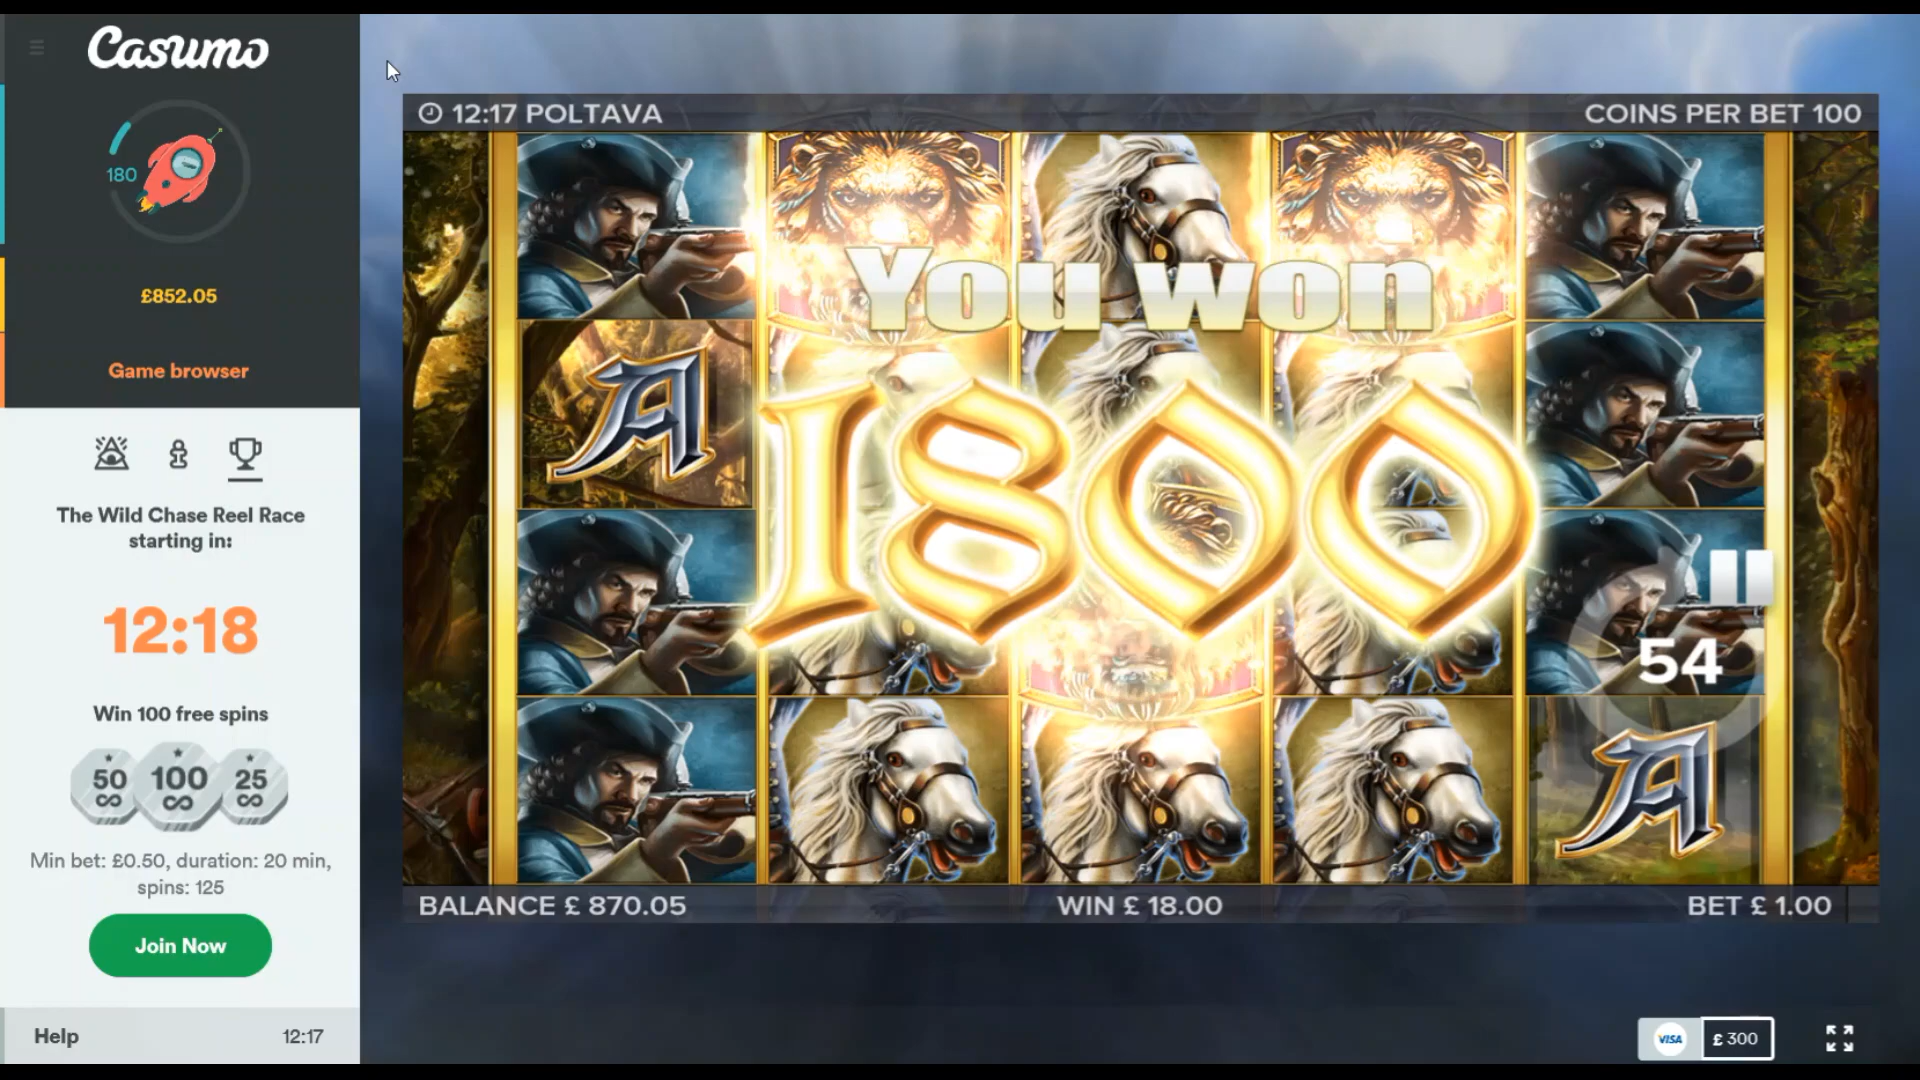 Casumo
180
£852.05
Game browser
The Wild Chase Reel Race
starting in:
12:18
Win 100 free spins
50 100 25
∞ ∞ ∞
Min bet: £0.50, duration: 20 min,
spins: 125
Join Now
Help 12:17
12:17 POLTAVA COINS PER BET 100
You won
1800
A
54
A
BALANCE £ 870.05 WIN £ 18.00 BET £ 1.00
VISA £ 300